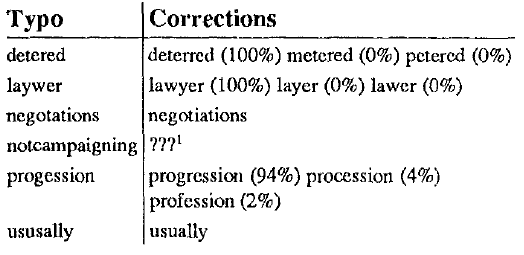 Typo Corrections
detered deterred (100%) metered (0%) petered (0%)
laywer lawyer (100%) layer (0%) lawer (0%)
negotations negotiations
notcampaigning ???1
progession progression (94%) procession (4%)
profession (2%)
ususally usually